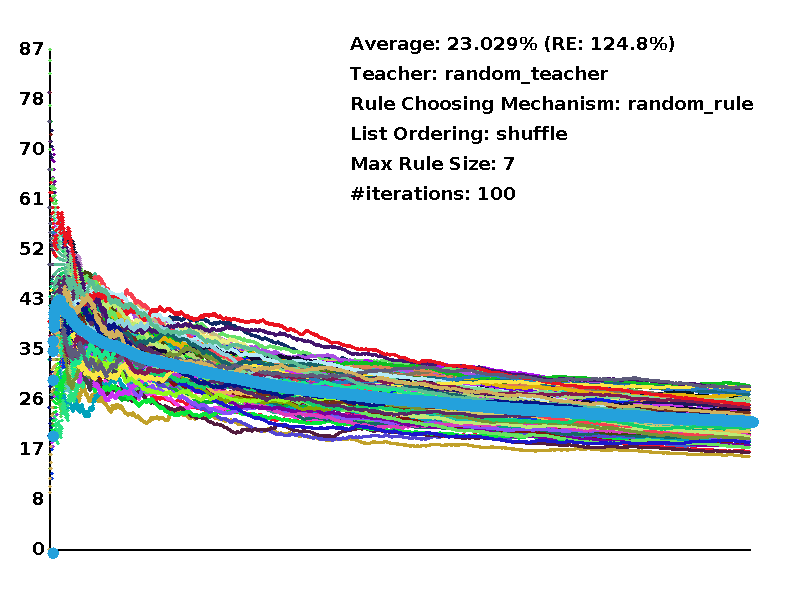 Average: 23.029% (RE: 124.8%)
Teacher: random_teacher
Rule Choosing Mechanism: random_rule
List Ordering: shuffle
Max Rule Size: 7
#iterations: 100
87
78
70
61
52
43
35
26
17
8
0